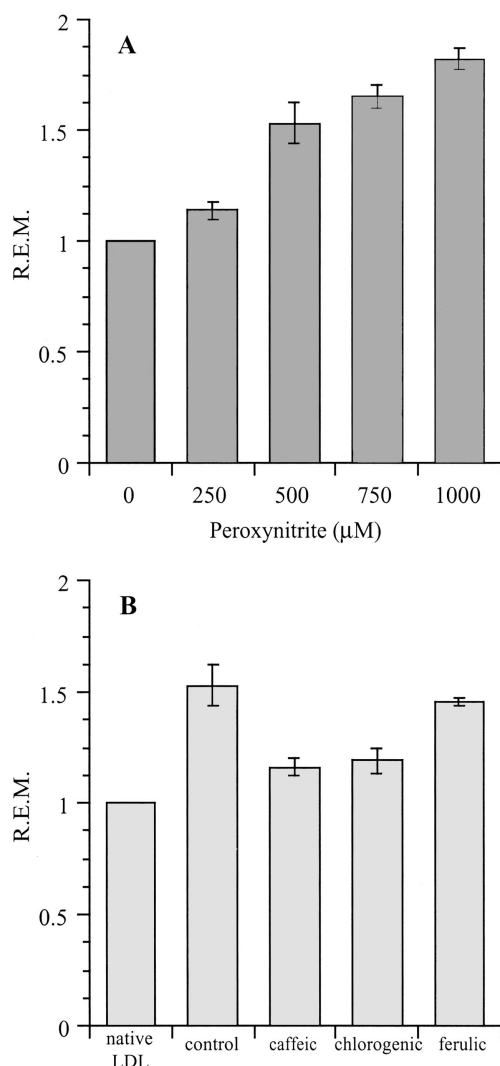 A
2
1.5
1
0.5
0
R.E.M.
0 250 500 750 1000
Peroxynitrite (μM)
B
2
1.5
1
0.5
0
R.E.M.
native LDL control caffeic chlorogenic ferulic